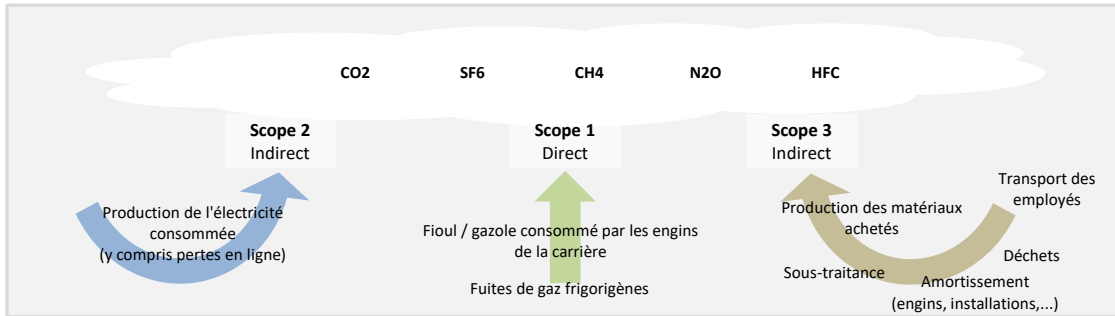 CO2 SF6 CH4 N2O HFC
Scope 2
Indirect
Scope 1
Direct
Scope 3
Indirect
Production de l'électricité
consommée
(y compris pertes en ligne)
Fioul / gazole consommé par les engins
de la carrière
Fuites de gaz frigorigènes
Transport des
employés
Production des matériaux
achetés
Déchets
Sous-traitance
Amortissement
(engins, installations,...)